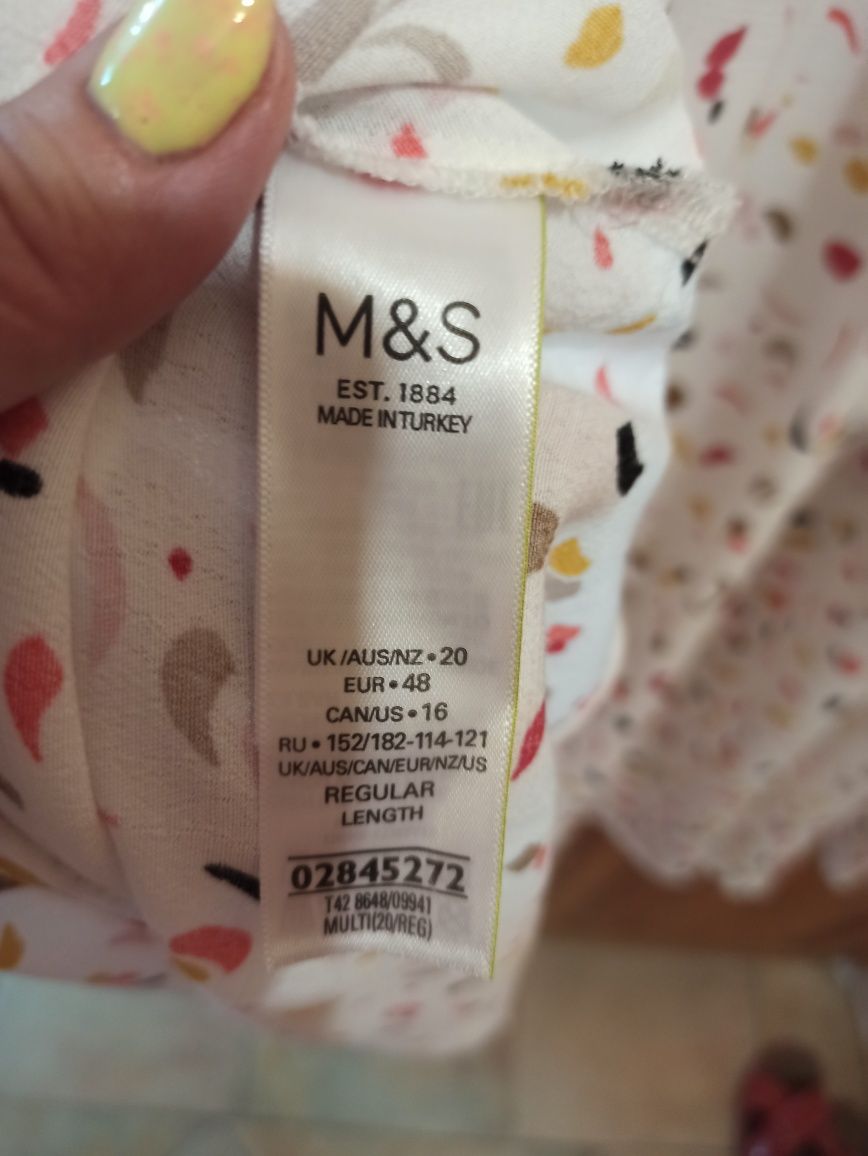 M&S
EST. 1884
MADE IN TURKEY
UK/AUS/NZ • 20
EUR • 48
CAN/US • 16
RU • 152/182-114-121
UK/AUS/CAN/EUR/NZ/US
REGULAR
LENGTH
02845272
T42 8648/09941
MULTI(20/REG)